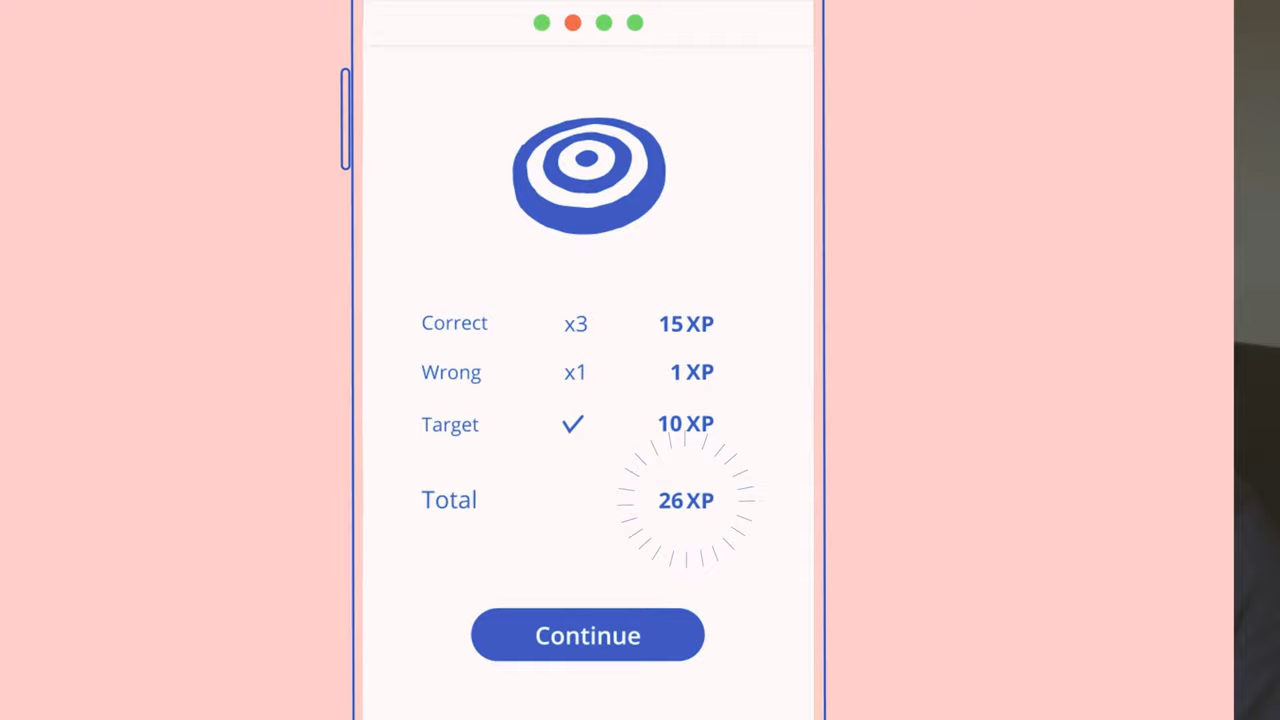 Correct x3 15 XP
Wrong x1 1 XP
Target 10 XP
Total 26 XP
Continue